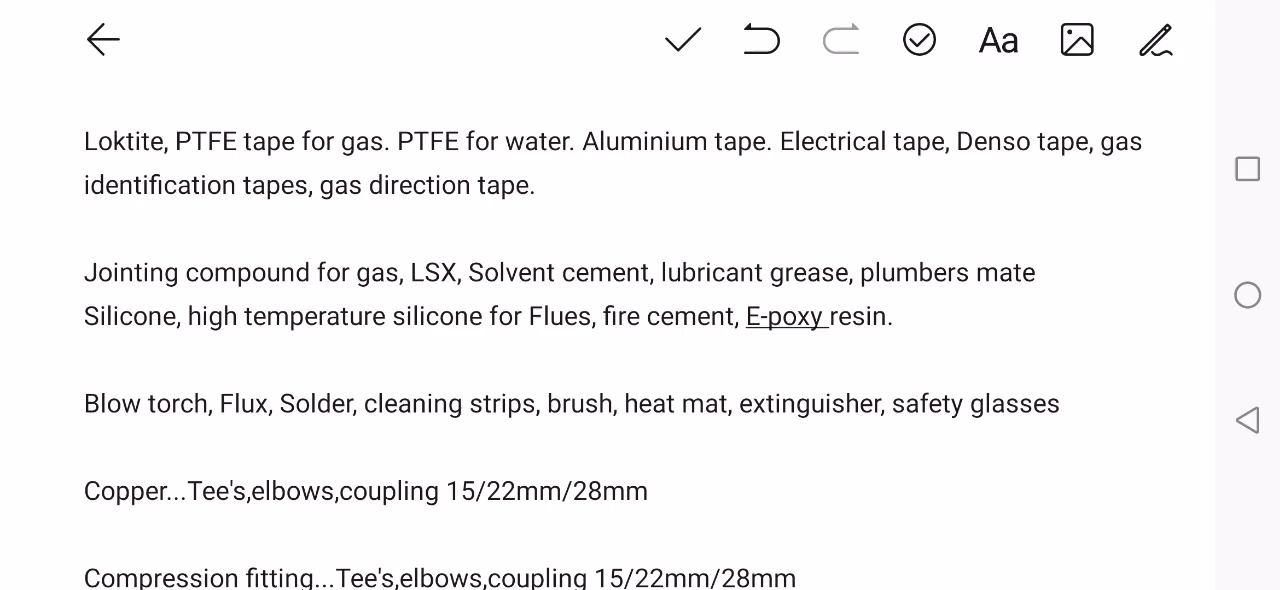 Aa
Loktite, PTFE tape for gas. PTFE for water. Aluminium tape. Electrical tape, Denso tape, gas
identification tapes, gas direction tape.
Jointing compound for gas, LSX, Solvent cement, lubricant grease, plumbers mate
Silicone, high temperature silicone for Flues, fire cement, E-poxy resin.
Blow torch, Flux, Solder, cleaning strips, brush, heat mat, extinguisher, safety glasses
Copper...Tee's,elbows,coupling 15/22mm/28mm
Compression fitting...Tee's,elbows,coupling 15/22mm/28mm